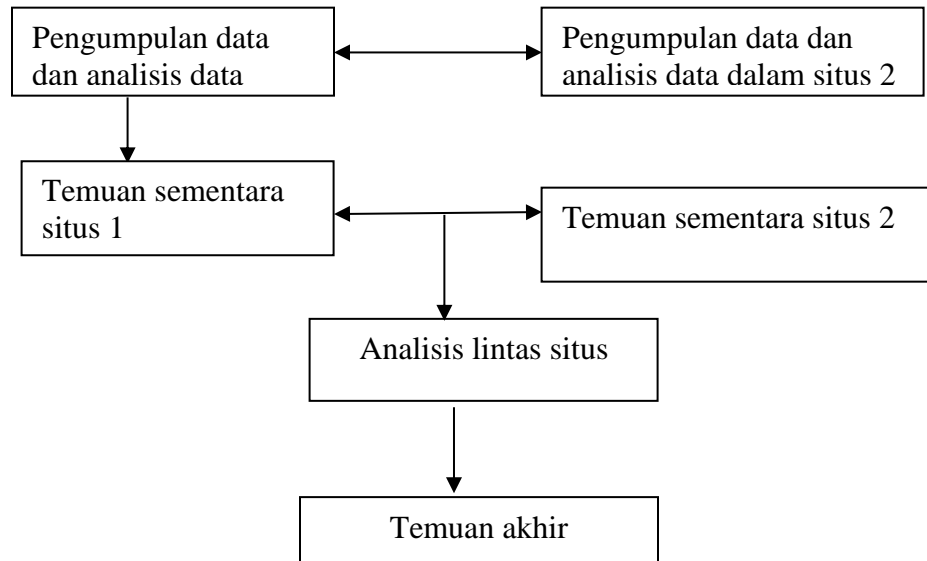 Pengumpulan data
dan analisis data
Pengumpulan data dan
analisis data dalam situs 2
Temuan sementara
situs 1
Temuan sementara situs 2
Analisis lintas situs
Temuan akhir